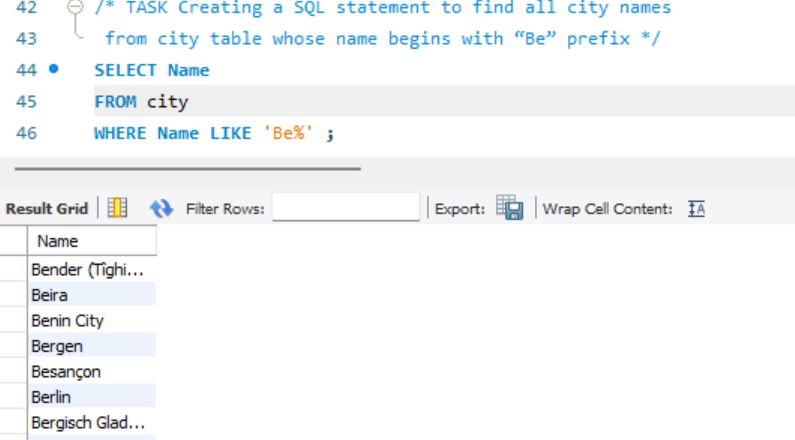 42 /* TASK Creating a SQL statement to find all city names
43 from city table whose name begins with “Be” prefix */
44 SELECT Name
45 FROM city
46 WHERE Name LIKE 'Be%' ;
Result Grid Filter Rows: Export: Wrap Cell Content: IA
Name
Bender (Tîghi...
Beira
Benin City
Bergen
Besançon
Berlin
Bergisch Glad...